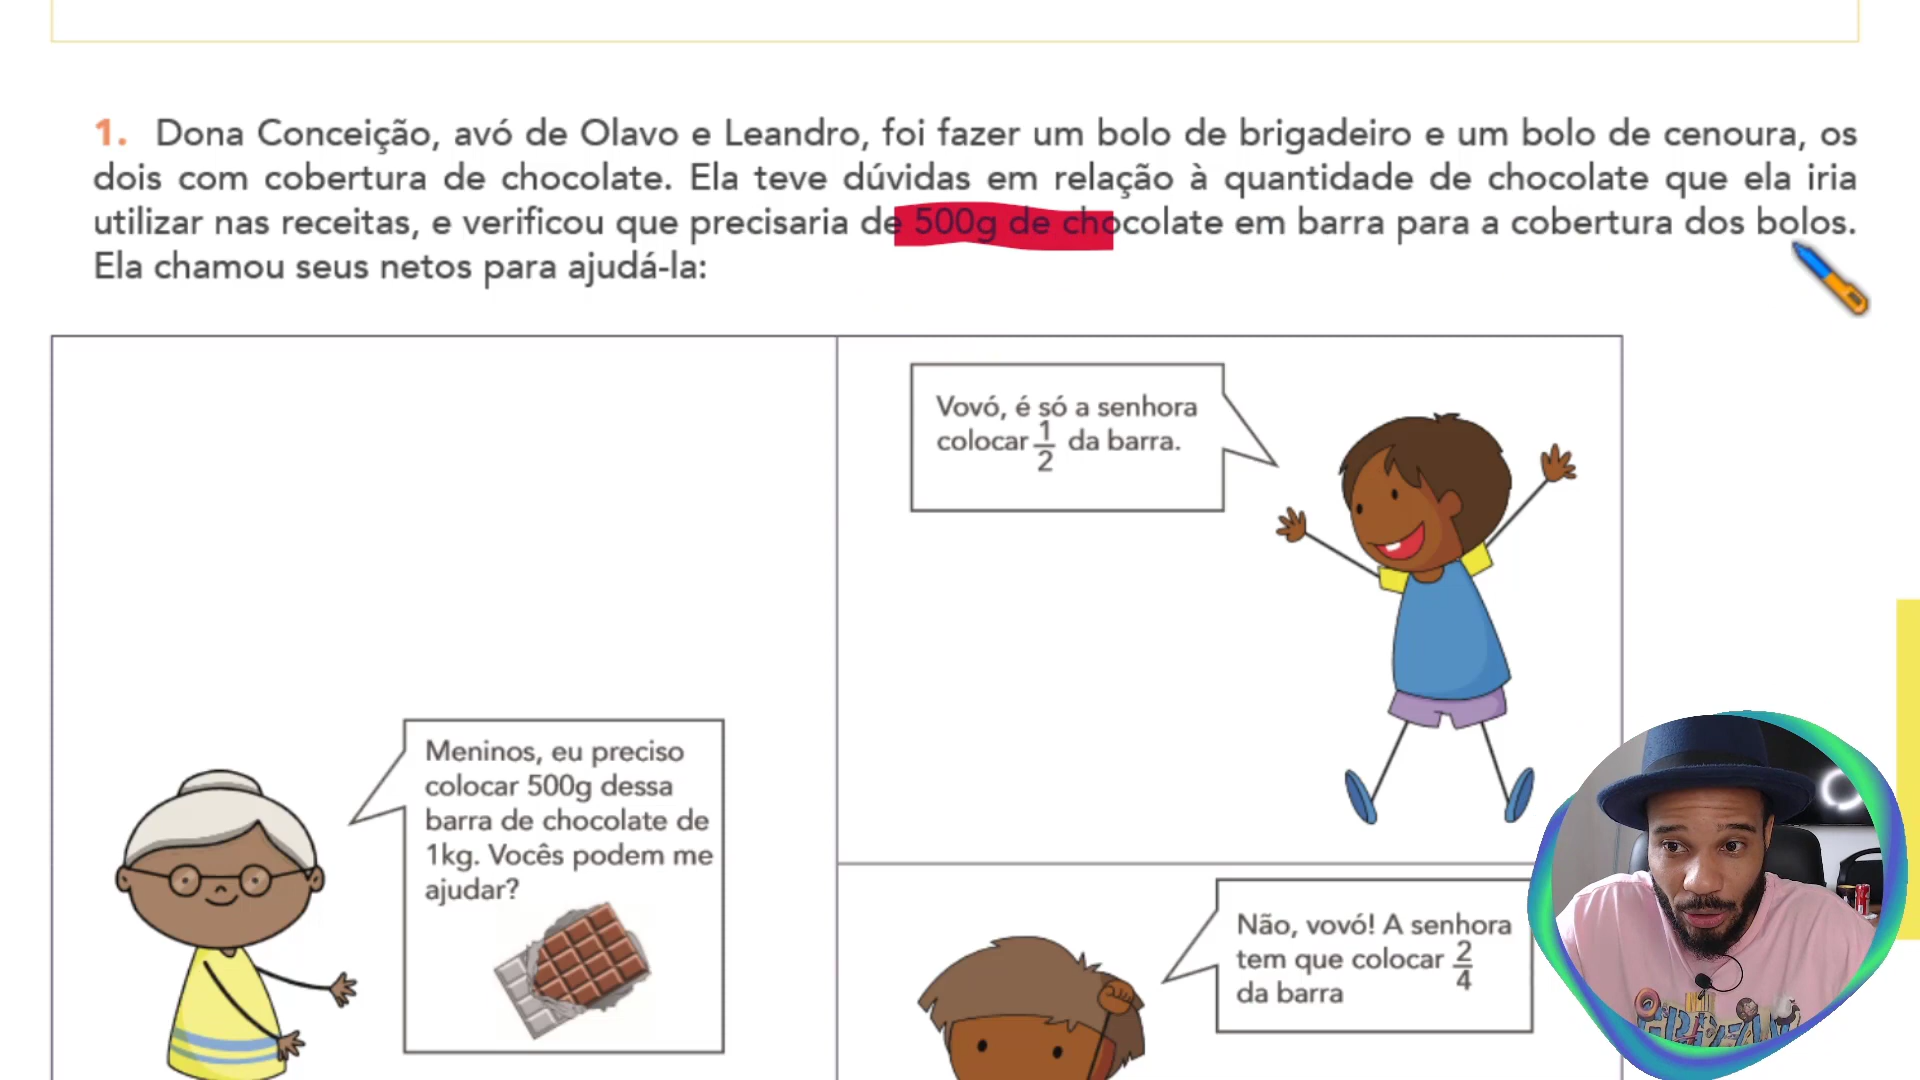 1. Dona Conceição, avó de Olavo e Leandro, foi fazer um bolo de brigadeiro e um bolo de cenoura, os
dois com cobertura de chocolate. Ela teve dúvidas em relação à quantidade de chocolate que ela iria
utilizar nas receitas, e verificou que precisaria de 500g de chocolate em barra para a cobertura dos bolos.
Ela chamou seus netos para ajudá-la:
Vovó, é só a senhora
colocar 1/2 da barra.
Meninos, eu preciso
colocar 500g dessa
barra de chocolate de
1kg. Vocês podem me
ajudar?
Não, vovó! A senhora
tem que colocar 2/4
da barra